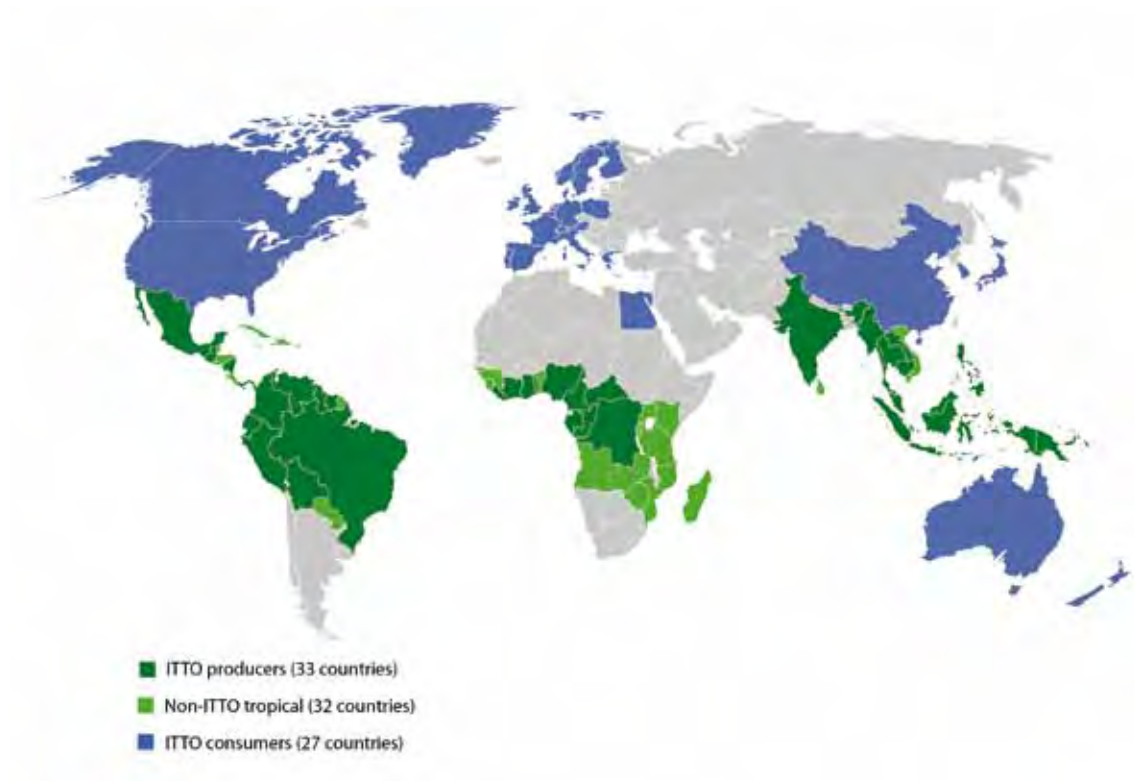 ITTO producers (33 countries)
Non-ITTO tropical (32 countries)
ITTO consumers (27 countries)